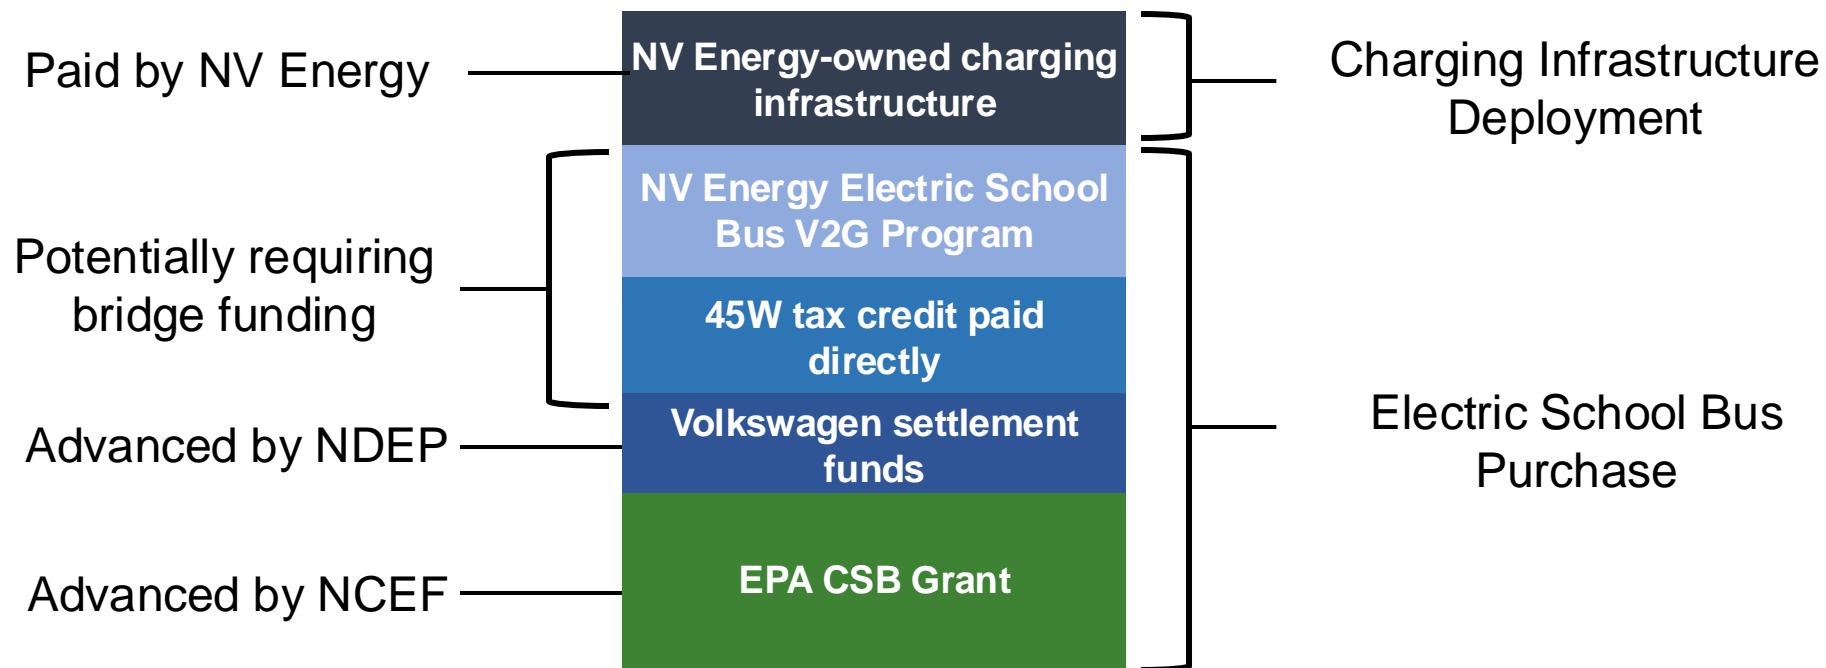 Paid by NV Energy
NV Energy-owned charging
infrastructure
Charging Infrastructure
Deployment
Potentially requiring
bridge funding
NV Energy Electric School
Bus V2G Program
45W tax credit paid
directly
Advanced by NDEP
Volkswagen settlement
funds
Electric School Bus
Purchase
Advanced by NCEF
EPA CSB Grant